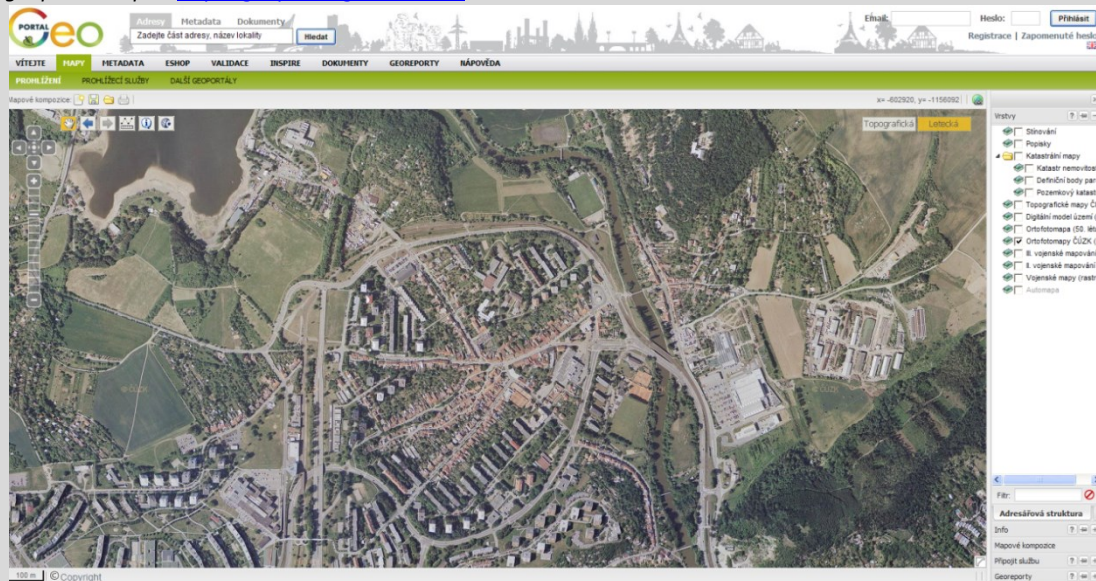 PORTAL
Geo
Adresy Metadata Dokumenty
Zadejte část adresy, název lokality
Hledat
Email:
Heslo:
Přihlásit
Registrace | Zapomenuté heslo
VÍTEJTE MAPY METADATA ESHOP VALIDACE INSPIRE DOKUMENTY GEOREPORTY NÁPOVĚDA
PROHLÍŽENÍ PROHLÍŽECÍ SLUŽBY DALŠÍ GEOPORTÁLY
Mapové kompozice:
x= -602920, y= -1156092
Topografická Letecká
Vrstvy
Stínování
Popisky
Katastrální mapy
Katastr nemovitos
Definiční body par
Pozemkový katast
Topografické mapy Č
Digitální model území (
Ortofotomapa (50. lét
Ortofotomapy ČÚZK (
III. vojenské mapování
II. vojenské mapování
Vojenské mapy (rastr
Automapa
Filtr:
Adresářová struktura
Info
Mapové kompozice
Připojit službu
Georeporty
100 m © Copyright